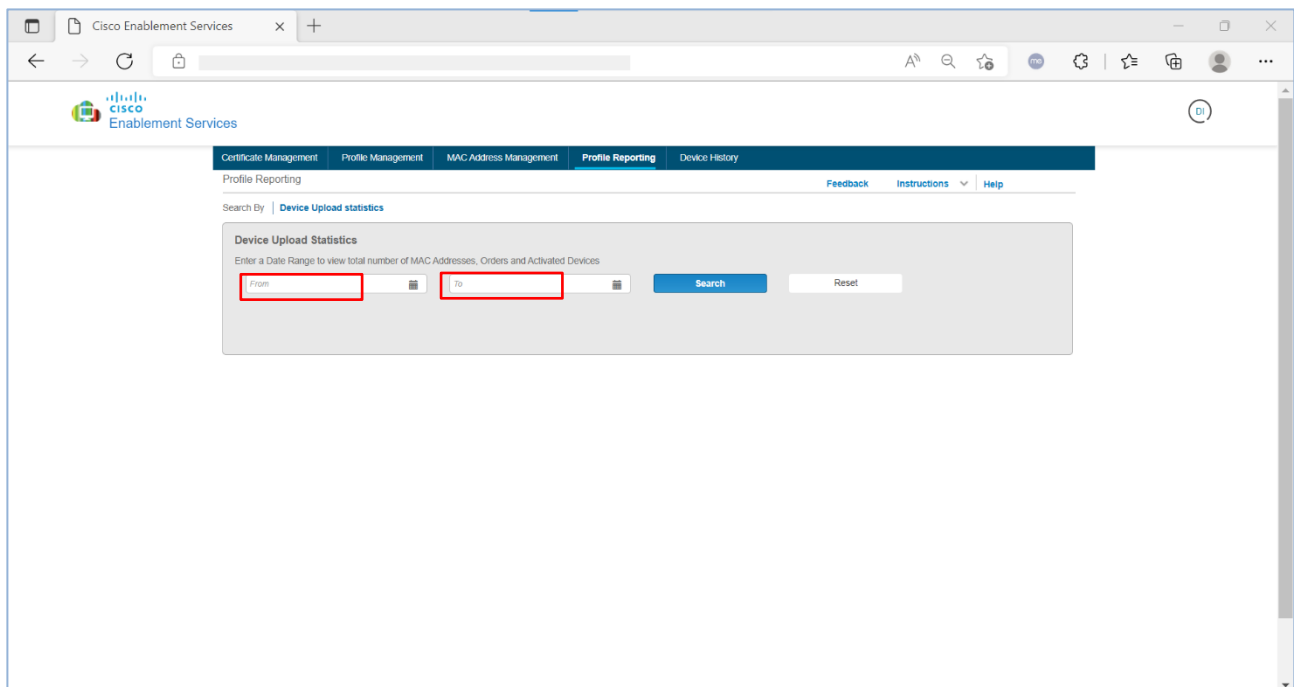 Cisco Enablement Services
DI
CISCO
Enablement Services
Certificate Management Profile Management MAC Address Management Profile Reporting Device History
Profile Reporting Feedback Instructions Help
Search By Device Upload statistics
Device Upload Statistics
Enter a Date Range to view total number of MAC Addresses, Orders and Activated Devices
From To Search Reset